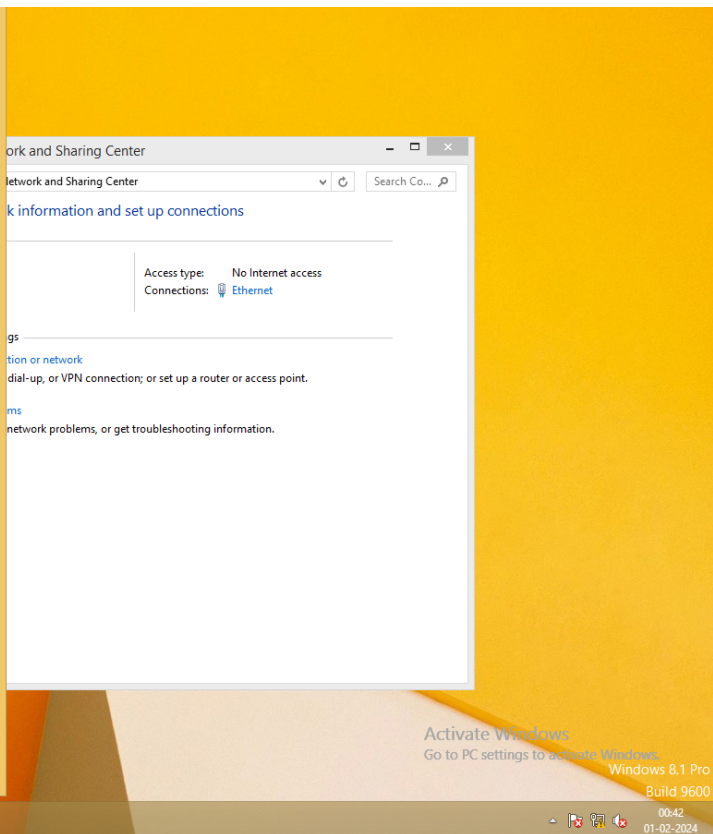 ork and Sharing Center
letwork and Sharing Center
Search Co...
k information and set up connections
Access type: No Internet access
Connections: Ethernet
gs
tion or network
dial-up, or VPN connection; or set up a router or access point.
ms
network problems, or get troubleshooting information.
Activate Windows
Go to PC settings to activate Windows.
Windows 8.1 Pro
Build 9600
00:42
01-02-2024